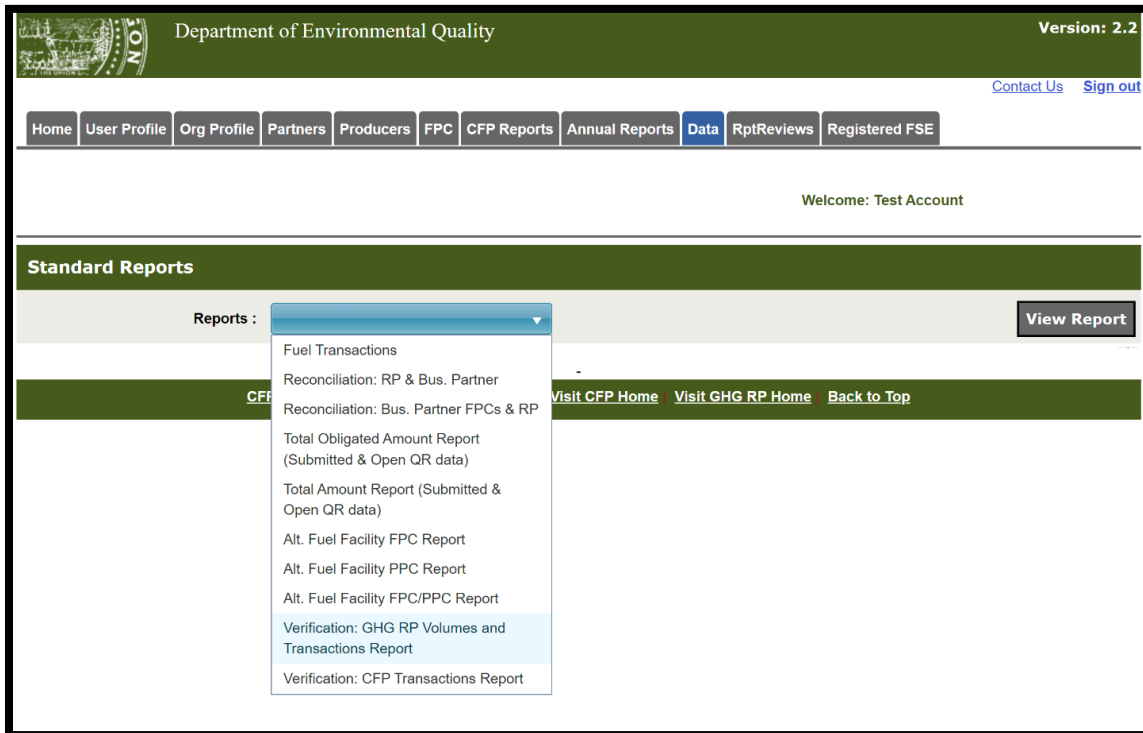 Department of Environmental Quality
Version: 2.2
Contact Us Sign out
Home User Profile Org Profile Partners Producers FPC CFP Reports Annual Reports Data RptReviews Registered FSE
Welcome: Test Account
Standard Reports
Reports :
View Report
Fuel Transactions
Reconciliation: RP & Bus. Partner
Reconciliation: Bus. Partner FPCs & RP
Total Obligated Amount Report
(Submitted & Open QR data)
Total Amount Report (Submitted &
Open QR data)
Alt. Fuel Facility FPC Report
Alt. Fuel Facility PPC Report
Alt. Fuel Facility FPC/PPC Report
Verification: GHG RP Volumes and
Transactions Report
Verification: CFP Transactions Report
-
Visit CFP Home | Visit GHG RP Home | Back to Top